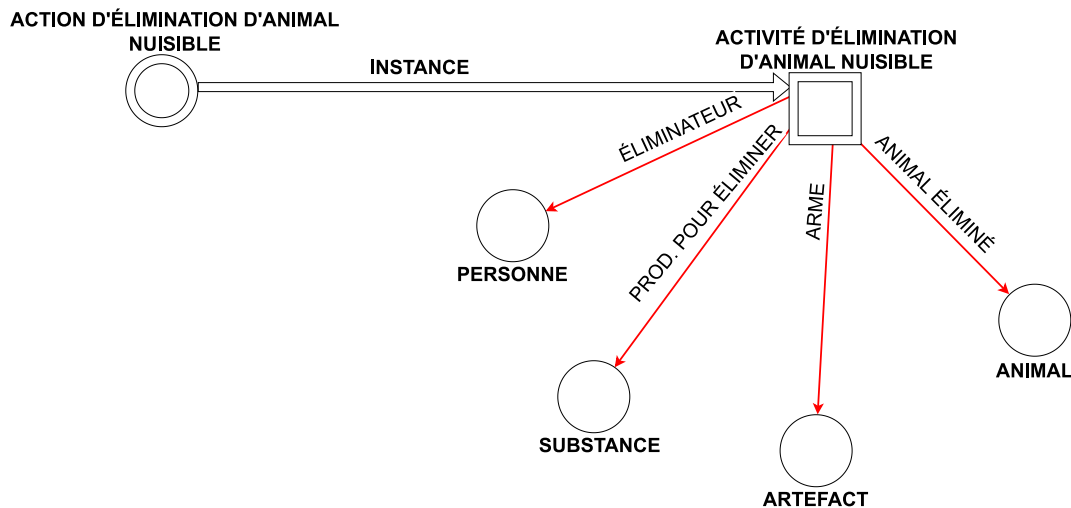 ACTION D'ÉLIMINATION D'ANIMAL
NUISIBLE
ACTIVITÉ D'ÉLIMINATION
D'ANIMAL NUISIBLE
INSTANCE
ÉLIMINATEUR
PROD. POUR ÉLIMINER
ARME
ANIMAL ÉLIMINÉ
PERSONNE
SUBSTANCE
ARTEFACT
ANIMAL